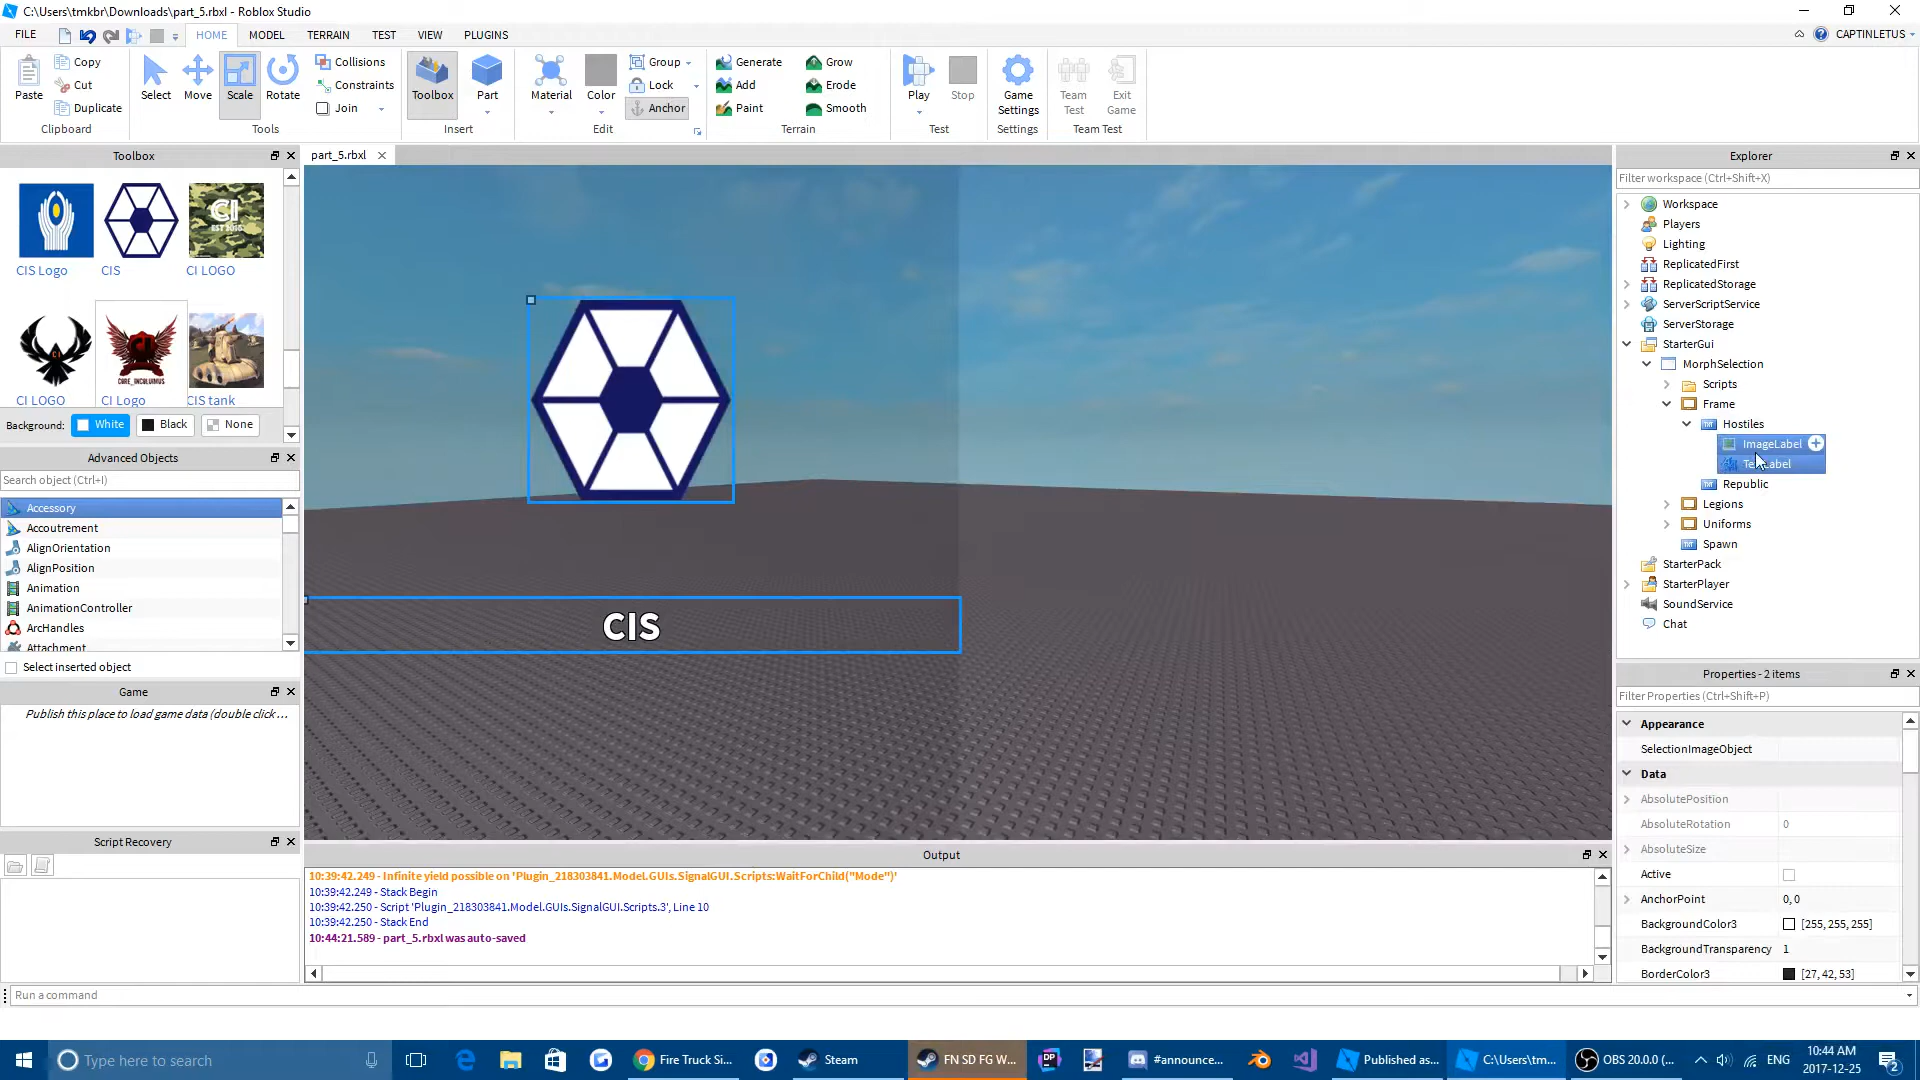 C:\Users\tmkbr\Downloads\part_5.rbxl - Roblox Studio
FILE
HOME
MODEL
TERRAIN
TEST
VIEW
PLUGINS
CAPTINLETUS
Paste
Copy
Cut
Duplicate
Clipboard
Select
Move
Scale
Rotate
Collisions
Constraints
Join
Tools
Toolbox
Part
Insert
Material
Color
Group
Lock
Anchor
Edit
Generate
Add
Paint
Grow
Erode
Smooth
Terrain
Play
Stop
Test
Game Settings
Settings
Team Test
Exit Game
Team Test
Toolbox
CI
CIS Logo
CIS
CI LOGO
CI LOGO
CI Logo
CIS tank
Background:
White
Black
None
Advanced Objects
Search object (Ctrl+I)
Accessory
Accoutrement
AlignOrientation
AlignPosition
Animation
AnimationController
ArcHandles
Attachment
Select inserted object
Game
Publish this place to load game data (double click ...
Script Recovery
part_5.rbxl
CIS
Output
10:39:42.249 - Infinite yield possible on 'Plugin_218303841.Model.GUIs.SignalGUI.Scripts:WaitForChild("Mode")'
10:39:42.249 - Stack Begin
10:39:42.250 - Script 'Plugin_218303841.Model.GUIs.SignalGUI.Scripts.3', Line 10
10:39:42.250 - Stack End
10:44:21.589 - part_5.rbxl was auto-saved
Explorer
Filter workspace (Ctrl+Shift+X)
Workspace
Players
Lighting
ReplicatedFirst
ReplicatedStorage
ServerScriptService
ServerStorage
StarterGui
MorphSelection
Scripts
Frame
Hostiles
ImageLabel
Republic
Legions
Uniforms
Spawn
StarterPack
StarterPlayer
SoundService
Chat
Properties - 2 items
Filter Properties (Ctrl+Shift+P)
Appearance
SelectionImageObject
Data
AbsolutePosition
AbsoluteRotation 0
AbsoluteSize
Active
AnchorPoint 0, 0
BackgroundColor3 [255, 255, 255]
BackgroundTransparency 1
BorderColor3 [27, 42, 53]
Run a command
Type here to search
Fire Truck Si...
Steam
FN SD FG W...
#announce...
Published as...
C:\Users\tm...
OBS 20.0.0 (...
ENG
10:44 AM
2017-12-25
2